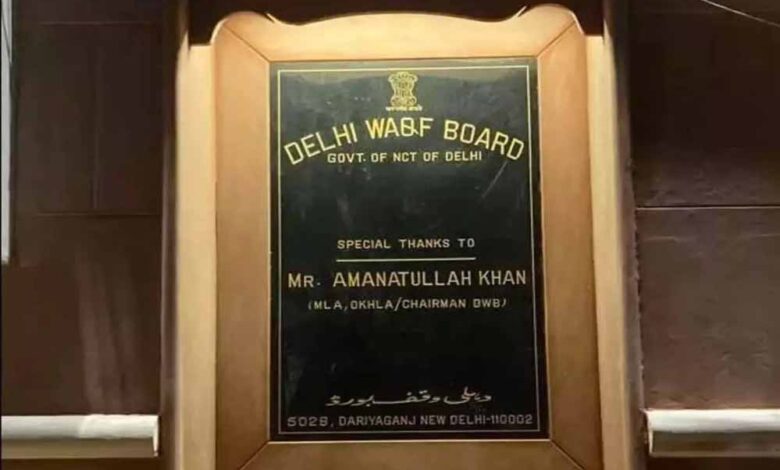 DELHI WAQF BOARD
GOVT. OF NCT OF DELHI
SPECIAL THANKS TO
MR. AMANATULLAH KHAN
(MLA, OKHLA/CHAIRMAN DWB)
دہلی وقف بورڈ
5028, DARIYAGANJ NEW DELHI-110002